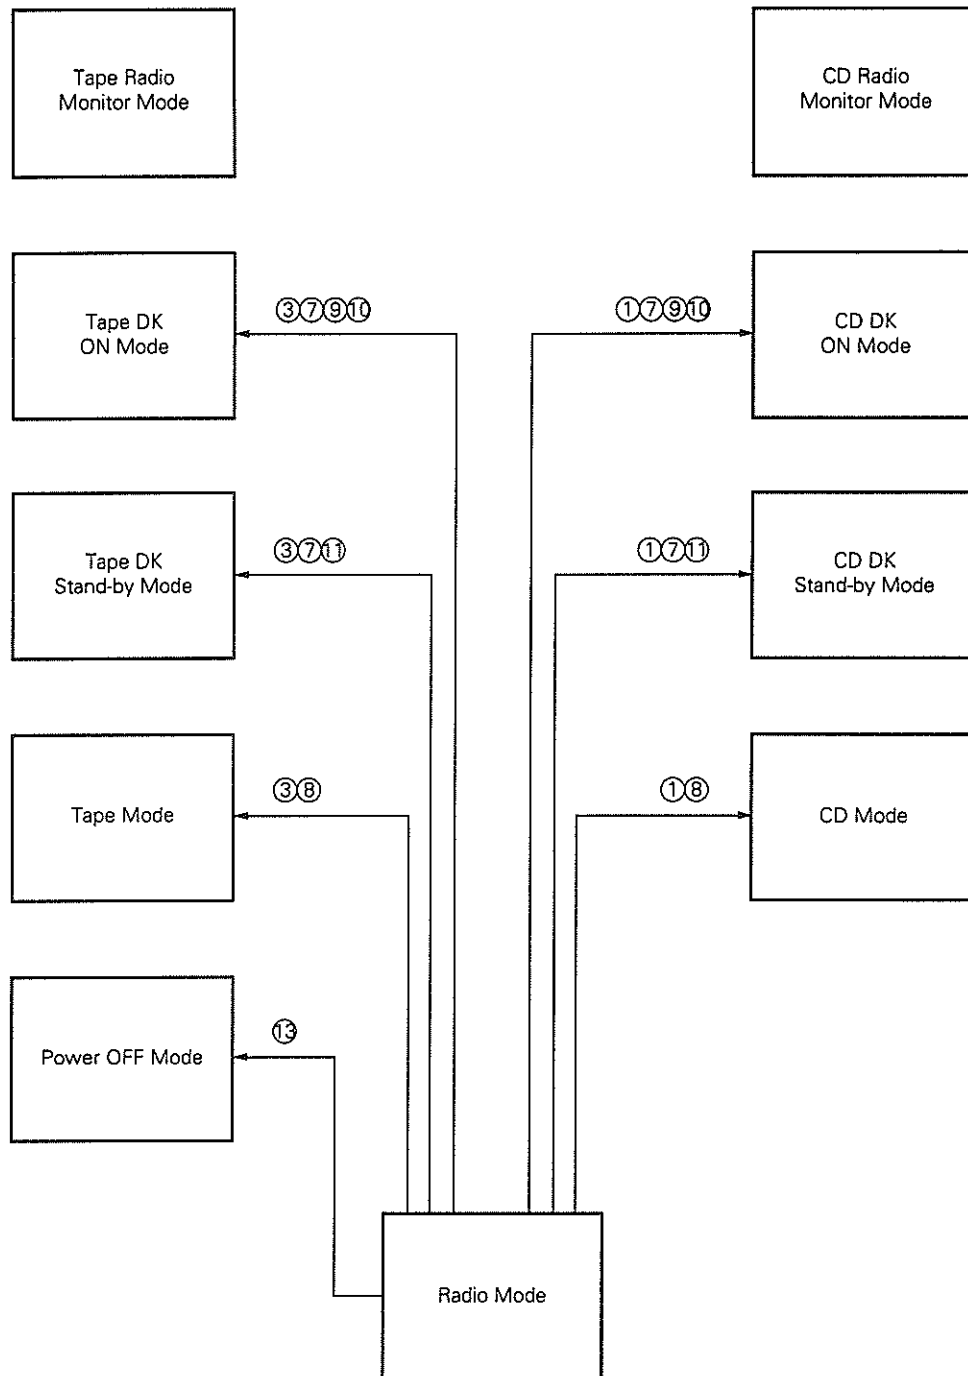 Tape Radio
Monitor Mode
CD Radio
Monitor Mode
③⑦⑨⑩
①⑦⑨⑩
Tape DK
ON Mode
CD DK
ON Mode
③⑦⑪
①⑦⑪
Tape DK
Stand-by Mode
CD DK
Stand-by Mode
③⑧
①⑧
Tape Mode
CD Mode
⑬
Power OFF Mode
Radio Mode